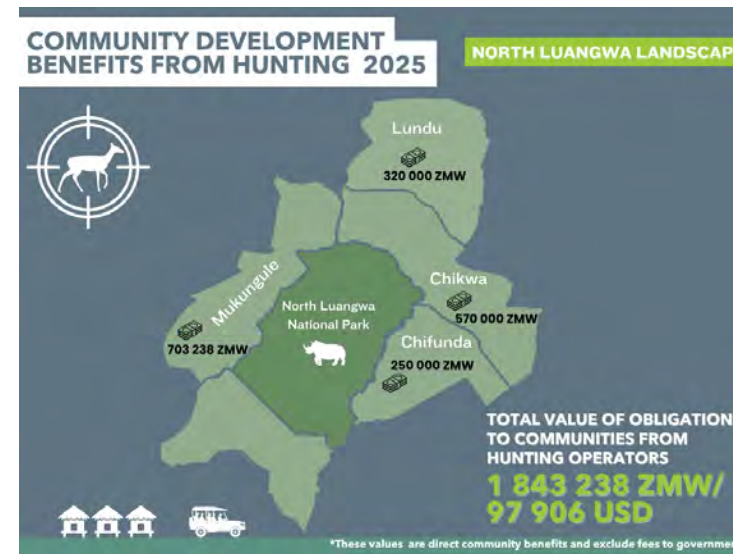 COMMUNITY DEVELOPMENT
BENEFITS FROM HUNTING 2025
NORTH LUANGWA LANDSCAP
Lundu
320 000 ZMW
Mukungule
703 238 ZMW
North Luangwa
National Park
Chikwa
570 000 ZMW
Chifunda
250 000 ZMW
TOTAL VALUE OF OBLIGATION
TO COMMUNITIES FROM
HUNTING OPERATORS
1 843 238 ZMW/
97 906 USD
*These values are direct community benefits and exclude fees to governme